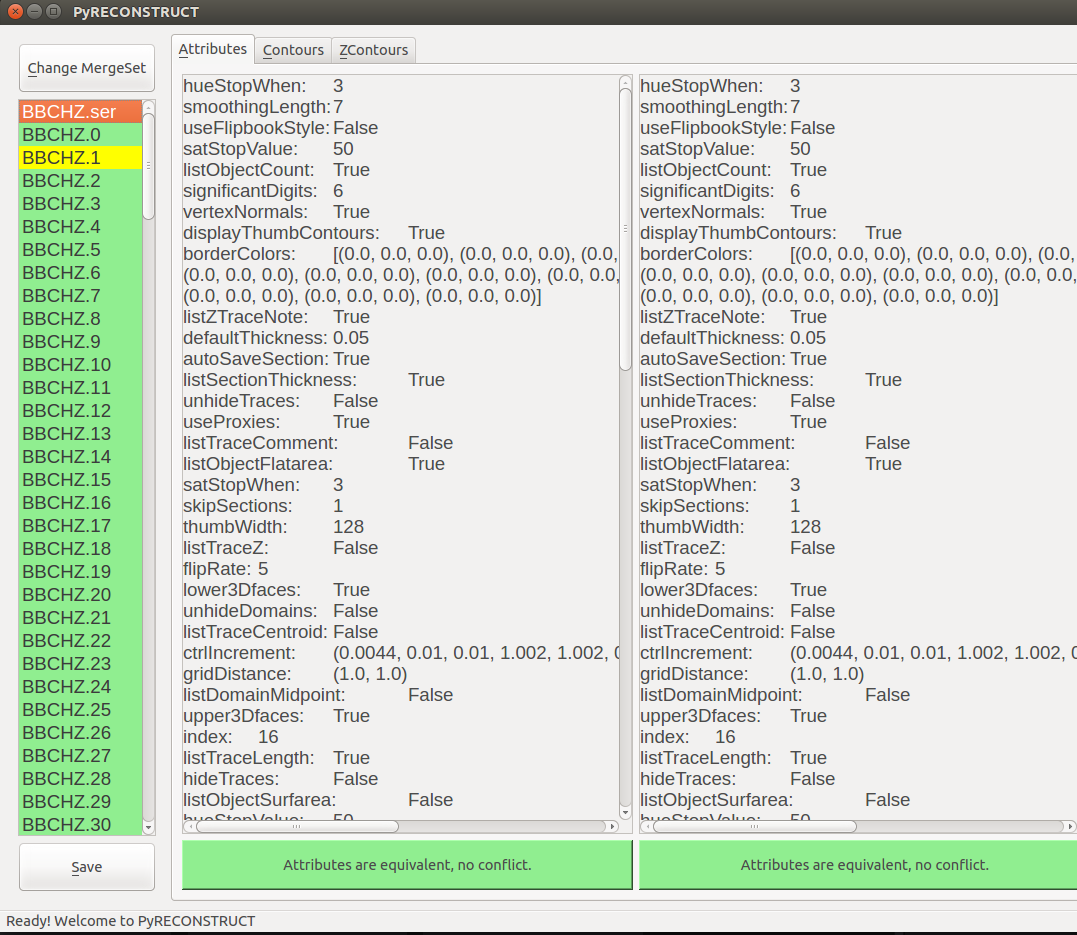 PyRECONSTRUCT
Change MergeSet
BBCHZ.ser
BBCHZ.0
BBCHZ.1
BBCHZ.2
BBCHZ.3
BBCHZ.4
BBCHZ.5
BBCHZ.6
BBCHZ.7
BBCHZ.8
BBCHZ.9
BBCHZ.10
BBCHZ.11
BBCHZ.12
BBCHZ.13
BBCHZ.14
BBCHZ.15
BBCHZ.16
BBCHZ.17
BBCHZ.18
BBCHZ.19
BBCHZ.20
BBCHZ.21
BBCHZ.22
BBCHZ.23
BBCHZ.24
BBCHZ.25
BBCHZ.26
BBCHZ.27
BBCHZ.28
BBCHZ.29
BBCHZ.30
Save
Attributes Contours ZContours
hueStopWhen: 3
smoothingLength: 7
useFlipbookStyle: False
satStopValue: 50
listObjectCount: True
significantDigits: 6
vertexNormals: True
displayThumbContours: True
borderColors: [(0.0, 0.0, 0.0), (0.0, 0.0, 0.0), (0.0,
(0.0, 0.0, 0.0), (0.0, 0.0, 0.0), (0.0, 0.0, 0.0), (0.0, 0.0,
(0.0, 0.0, 0.0), (0.0, 0.0, 0.0), (0.0, 0.0, 0.0)]
listZTraceNote: True
defaultThickness: 0.05
autoSaveSection: True
listSectionThickness: True
unhideTraces: False
useProxies: True
listTraceComment: False
listObjectFlatarea: True
satStopWhen: 3
skipSections: 1
thumbWidth: 128
listTraceZ: False
flipRate: 5
lower3Dfaces: True
unhideDomains: False
listTraceCentroid: False
ctrlIncrement: (0.0044, 0.01, 0.01, 1.002, 1.002, 0
gridDistance: (1.0, 1.0)
listDomainMidpoint: False
upper3Dfaces: True
index: 16
listTraceLength: True
hideTraces: False
listObjectSurfarea: False
hueStopValue: 50
Attributes are equivalent, no conflict.
hueStopWhen: 3
smoothingLength: 7
useFlipbookStyle: False
satStopValue: 50
listObjectCount: True
significantDigits: 6
vertexNormals: True
displayThumbContours: True
borderColors: [(0.0, 0.0, 0.0), (0.0, 0.0, 0.0), (0.0,
(0.0, 0.0, 0.0), (0.0, 0.0, 0.0), (0.0, 0.0, 0.0), (0.0, 0.0,
(0.0, 0.0, 0.0), (0.0, 0.0, 0.0), (0.0, 0.0, 0.0)]
listZTraceNote: True
defaultThickness: 0.05
autoSaveSection: True
listSectionThickness: True
unhideTraces: False
useProxies: True
listTraceComment: False
listObjectFlatarea: True
satStopWhen: 3
skipSections: 1
thumbWidth: 128
listTraceZ: False
flipRate: 5
lower3Dfaces: True
unhideDomains: False
listTraceCentroid: False
ctrlIncrement: (0.0044, 0.01, 0.01, 1.002, 1.002, 0
gridDistance: (1.0, 1.0)
listDomainMidpoint: False
upper3Dfaces: True
index: 16
listTraceLength: True
hideTraces: False
listObjectSurfarea: False
hueStopValue: 50
Attributes are equivalent, no conflict.
Ready! Welcome to PyRECONSTRUCT